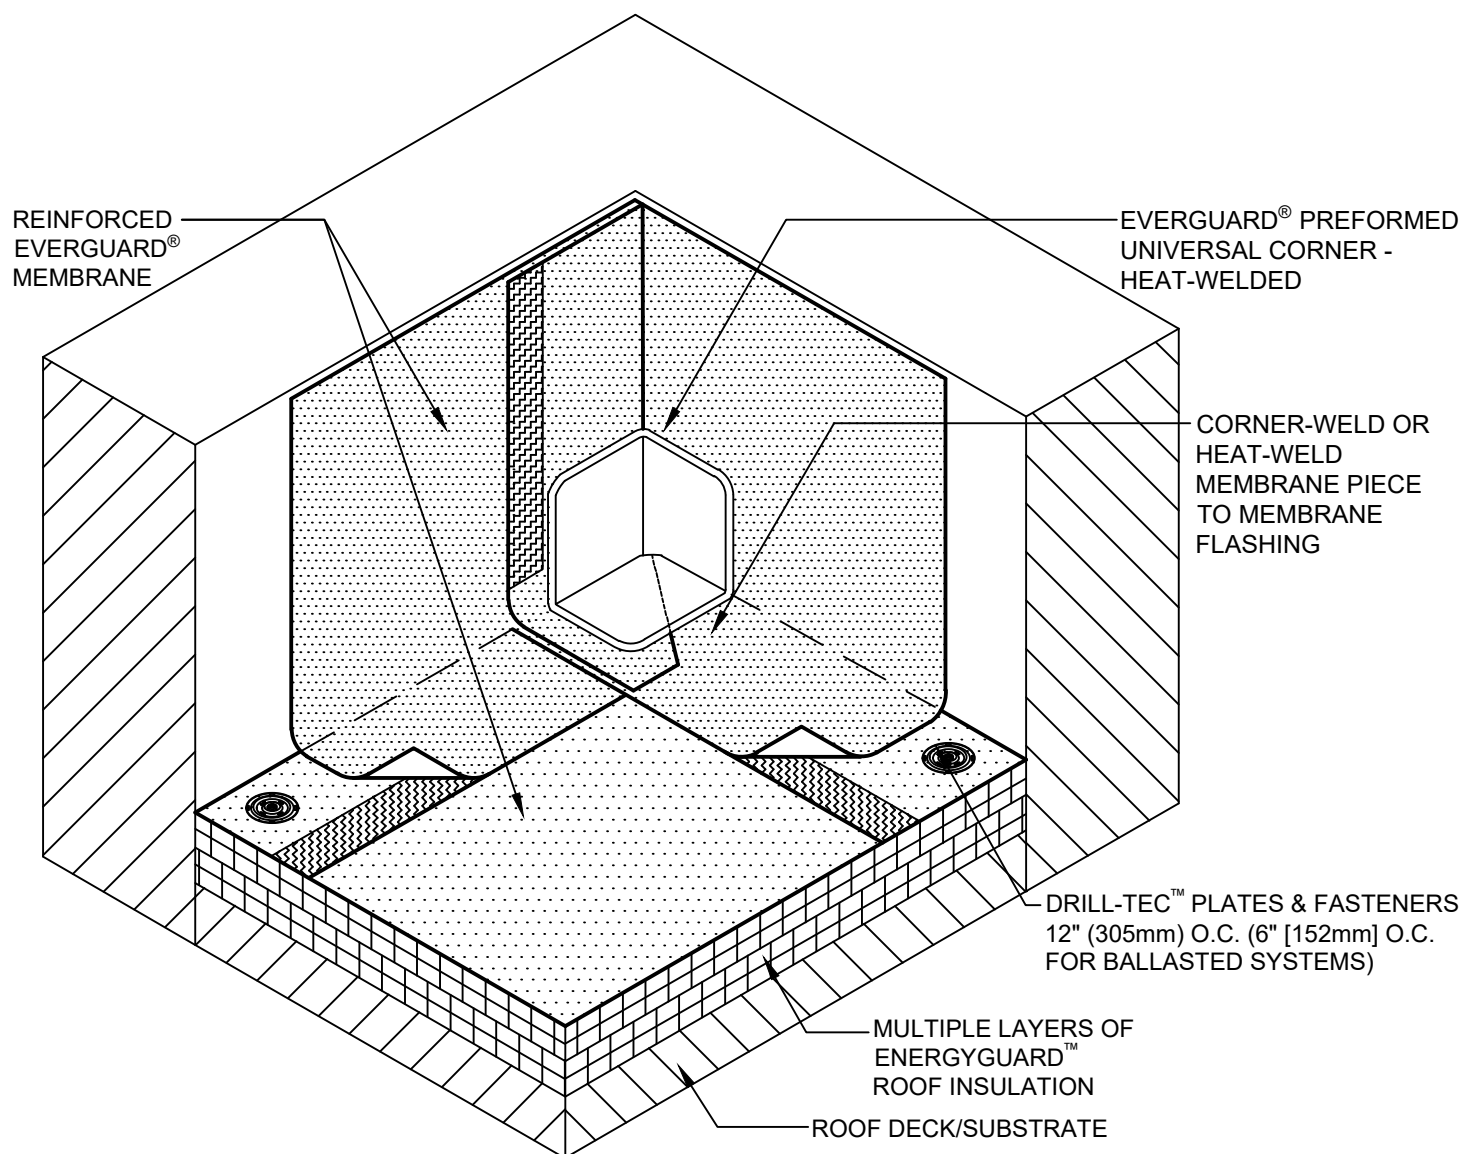 REINFORCED
EVERGUARD®
MEMBRANE
EVERGUARD® PREFORMED
UNIVERSAL CORNER -
HEAT-WELDED
CORNER-WELD OR
HEAT-WELD
MEMBRANE PIECE
TO MEMBRANE
FLASHING
DRILL-TEC™ PLATES & FASTENERS
12" (305mm) O.C. (6" [152mm] O.C.
FOR BALLASTED SYSTEMS)
MULTIPLE LAYERS OF
ENERGYGUARD™
ROOF INSULATION
ROOF DECK/SUBSTRATE